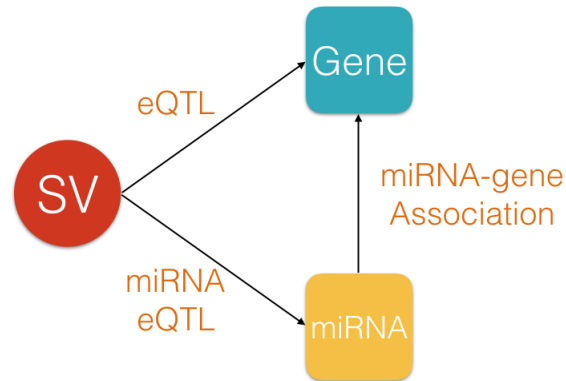 Gene
eQTL
SV
miRNA-gene
Association
miRNA
eQTL
miRNA